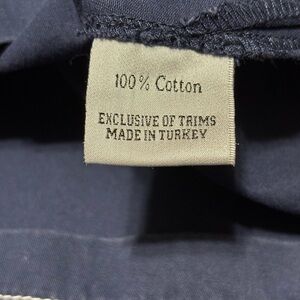 100% Cotton
EXCLUSIVE OF TRIMS
MADE IN TURKEY